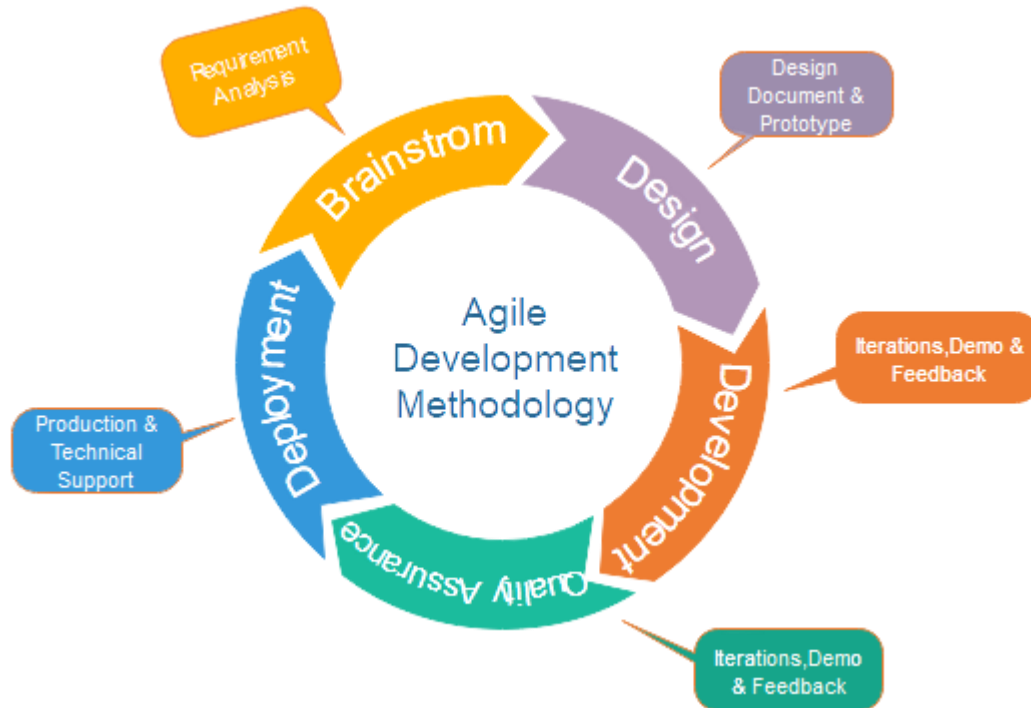 Requirement
Analysis
Brainstrom
Design
Document &
Prototype
Design
Iterations,Demo &
Feedback
Development
Agile
Development
Methodology
Production &
Technical
Support
Deployment
Quality Assurance
Iterations,Demo
& Feedback